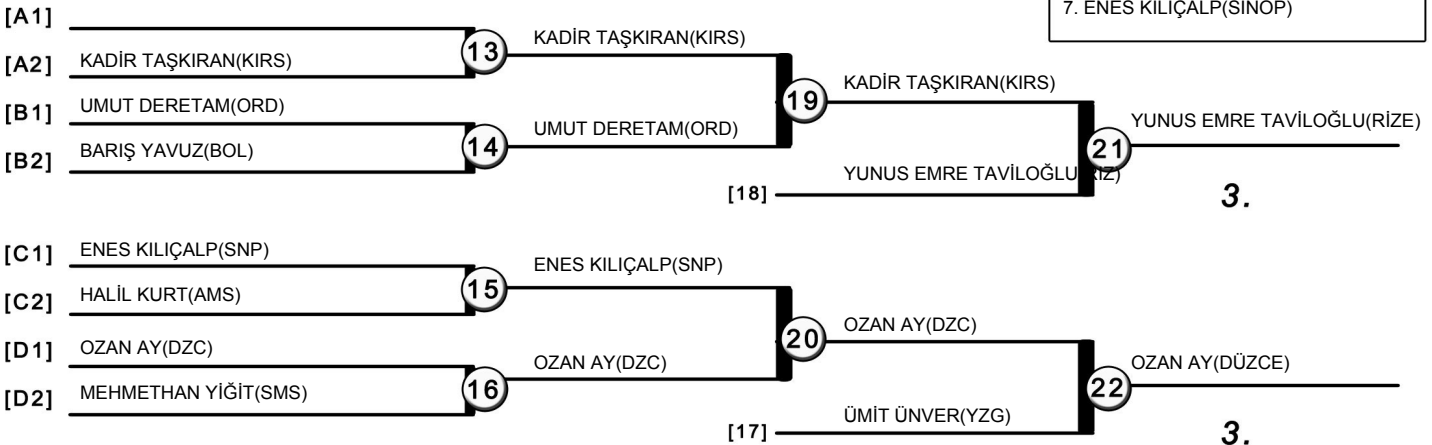 7. ENES KILIÇALP(SİNOP)
[A1]
[A2] KADİR TAŞKIRAN(KIRS)
13 KADİR TAŞKIRAN(KIRS)
[B1] UMUT DERETAM(ORD)
[B2] BARIŞ YAVUZ(BOL)
14 UMUT DERETAM(ORD)
19 KADİR TAŞKIRAN(KIRS)
[18] YUNUS EMRE TAVİLOĞLU(RİZ)
21 YUNUS EMRE TAVİLOĞLU(RİZE)
3.
[C1] ENES KILIÇALP(SNP)
[C2] HALİL KURT(AMS)
15 ENES KILIÇALP(SNP)
[D1] OZAN AY(DZC)
[D2] MEHMETHAN YİĞİT(SMS)
16 OZAN AY(DZC)
20 OZAN AY(DZC)
[17] ÜMİT ÜNVER(YZG)
22 OZAN AY(DÜZCE)
3.